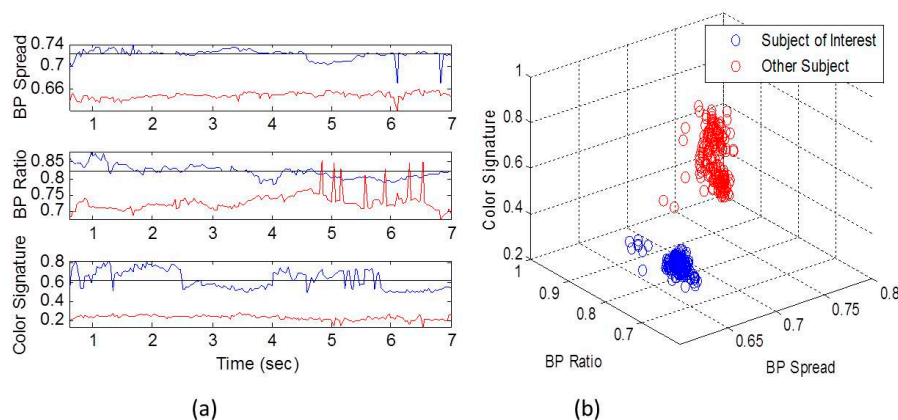 BP Spread
0.74
0.7
0.66
1 2 3 4 5 6 7
BP Ratio
0.85
0.8
0.75
0.7
1 2 3 4 5 6 7
Color Signature
0.8
0.6
0.4
0.2
1 2 3 4 5 6 7
Time (sec)
(a)
Subject of Interest
Other Subject
Color Signature
1
0.8
0.6
0.4
0.2
1
0.9
0.8
0.7
BP Ratio
0.65
0.7
0.75
0.8
BP Spread
(b)